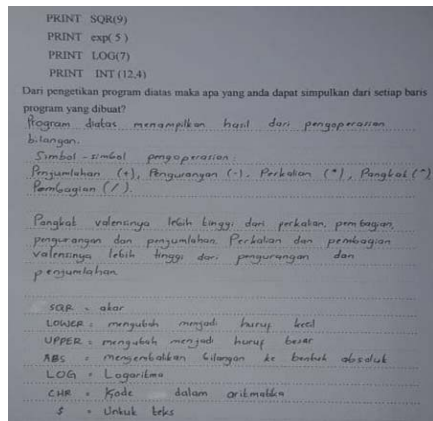 PRINT SQR(9)
PRINT exp( 5 )
PRINT LOG(7)
PRINT INT (12,4)
Dari pengetikan program diatas maka apa yang anda dapat simpulkan dari setiap baris
program yang dibuat?
Program diatas menampilkan hasil dari pengoperasian
bilangan.
Simbol-simbol pengoperasian:
Penjumlahan (+), Pengurangan (-). Perkalian (*), Pangkat (^)
Pembagian (/).
Pangkat valensinya lebih tinggi dari perkalian, pembagian,
pengurangan dan penjumlahan. Perkalian dan pembagian
valensinya lebih tinggi dari pengurangan dan
penjumlahan.
SQR = akar
LOWER = mengubah menjadi huruf kecil
UPPER = mengubah menjadi huruf besar
ABS = mengembalikan bilangan ke bentuk absoluk
LOG = Logaritma
CHR = Kode dalam aritmatika
$ = Untuk teks